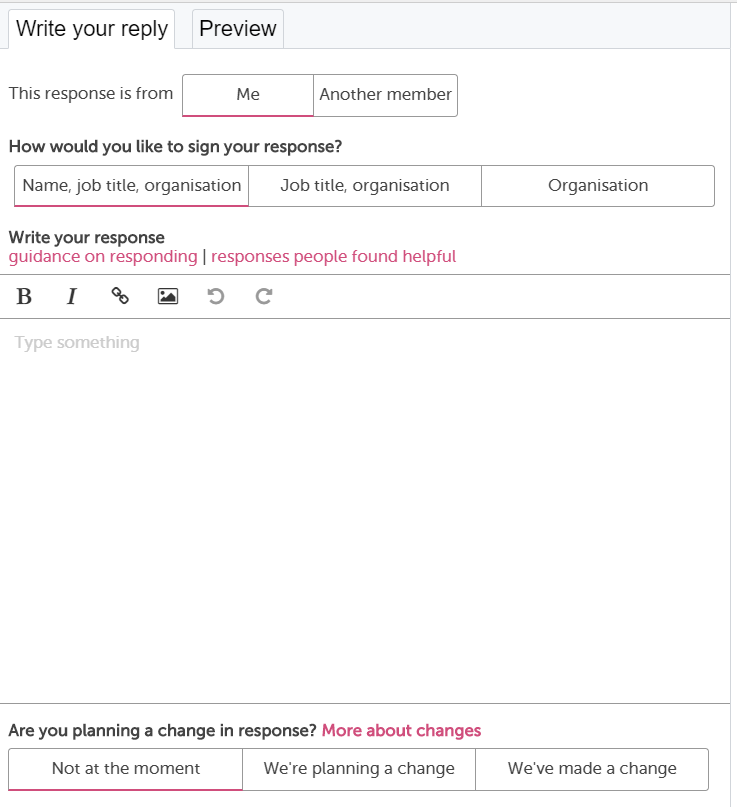 Write your reply Preview
This response is from Me Another member
How would you like to sign your response?
Name, job title, organisation Job title, organisation Organisation
Write your response
guidance on responding | responses people found helpful
B I
Type something
Are you planning a change in response? More about changes
Not at the moment We're planning a change We've made a change